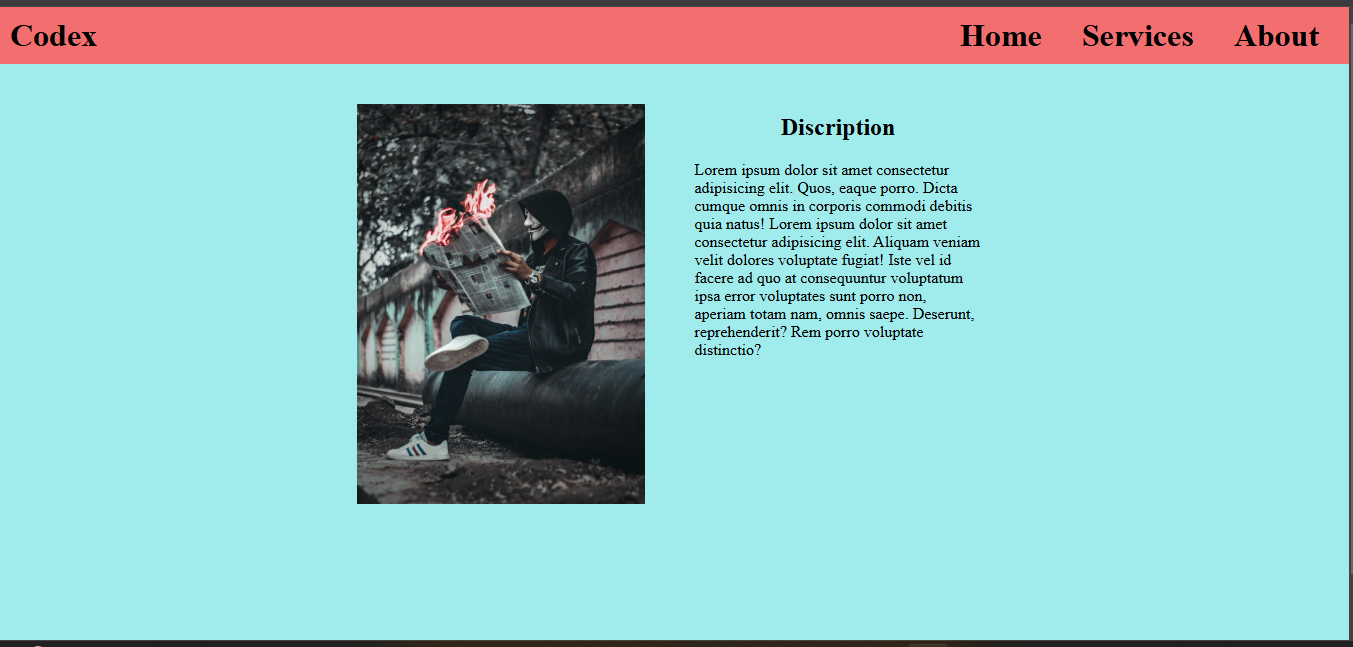 Codex
Home Services About
Discription
Lorem ipsum dolor sit amet consectetur
adipisicing elit. Quos, eaque porro. Dicta
cumque omnis in corporis commodi debitis
quia natus! Lorem ipsum dolor sit amet
consectetur adipisicing elit. Aliquam veniam
velit dolores voluptate fugiat! Iste vel id
facere ad quo at consequuntur voluptatum
ipsa error voluptates sunt porro non,
aperiam totam nam, omnis saepe. Deserunt,
reprehenderit? Rem porro voluptate
distinctio?